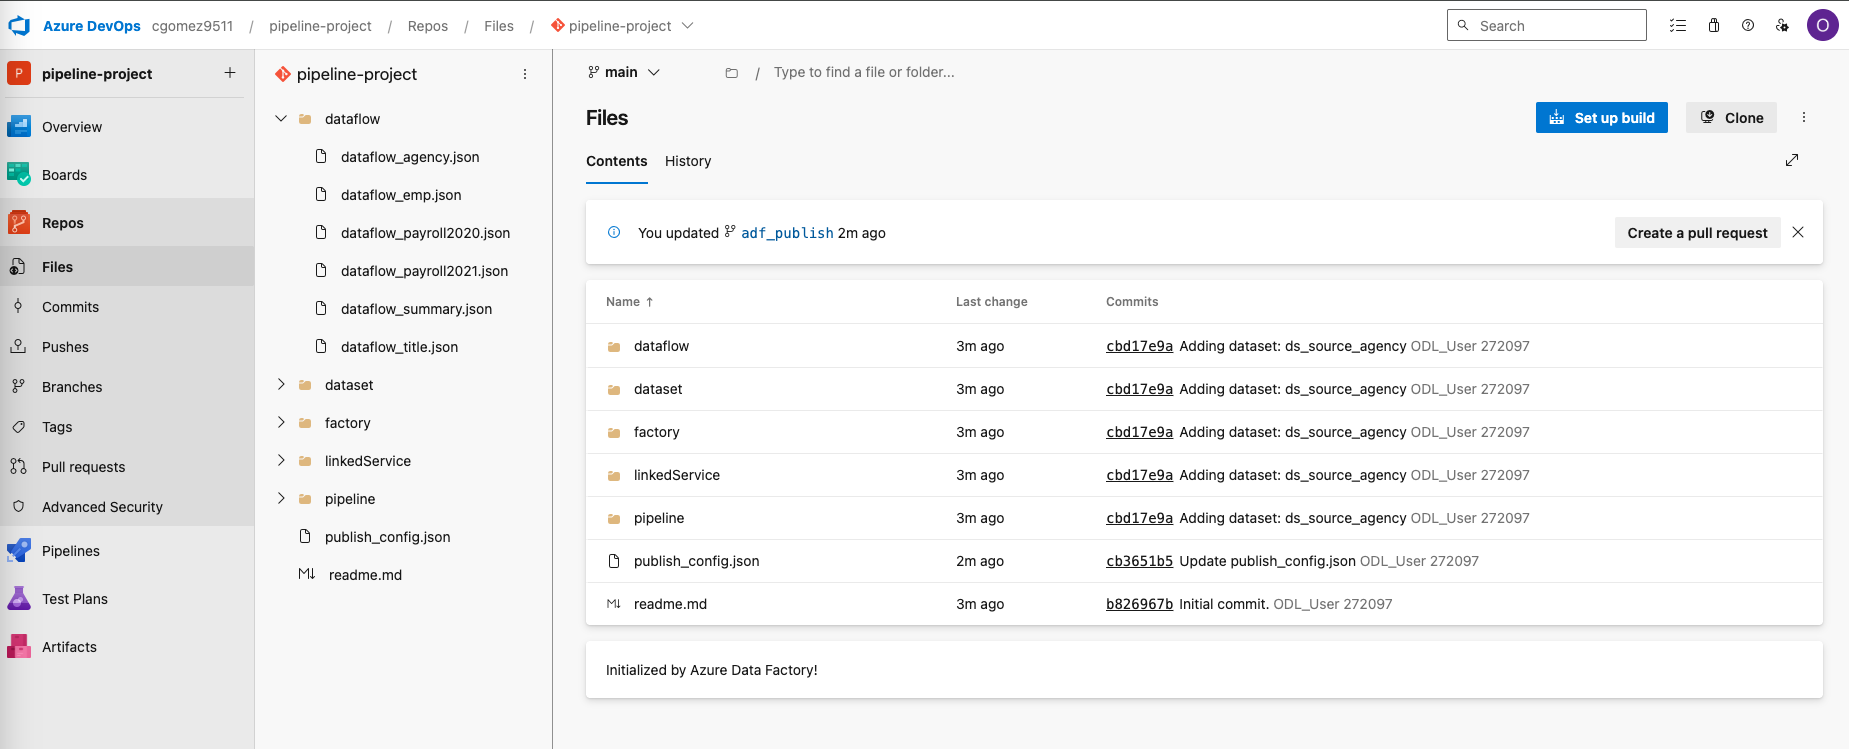 Azure DevOps cgomez9511 / pipeline-project / Repos / Files / pipeline-project
Search
O
P pipeline-project +
Overview
Boards
Repos
Files
Commits
Pushes
Branches
Tags
Pull requests
Advanced Security
Pipelines
Test Plans
Artifacts
pipeline-project
dataflow
dataflow_agency.json
dataflow_emp.json
dataflow_payroll2020.json
dataflow_payroll2021.json
dataflow_summary.json
dataflow_title.json
dataset
factory
linkedService
pipeline
publish_config.json
M↓ readme.md
main / Type to find a file or folder...
Files
Set up build Clone
Contents History
You updated adf_publish 2m ago
Create a pull request
Name ↑ Last change Commits
dataflow 3m ago cbd17e9a Adding dataset: ds_source_agency ODL_User 272097
dataset 3m ago cbd17e9a Adding dataset: ds_source_agency ODL_User 272097
factory 3m ago cbd17e9a Adding dataset: ds_source_agency ODL_User 272097
linkedService 3m ago cbd17e9a Adding dataset: ds_source_agency ODL_User 272097
pipeline 3m ago cbd17e9a Adding dataset: ds_source_agency ODL_User 272097
publish_config.json 2m ago cb3651b5 Update publish_config.json ODL_User 272097
M↓ readme.md 3m ago b826967b Initial commit. ODL_User 272097
Initialized by Azure Data Factory!